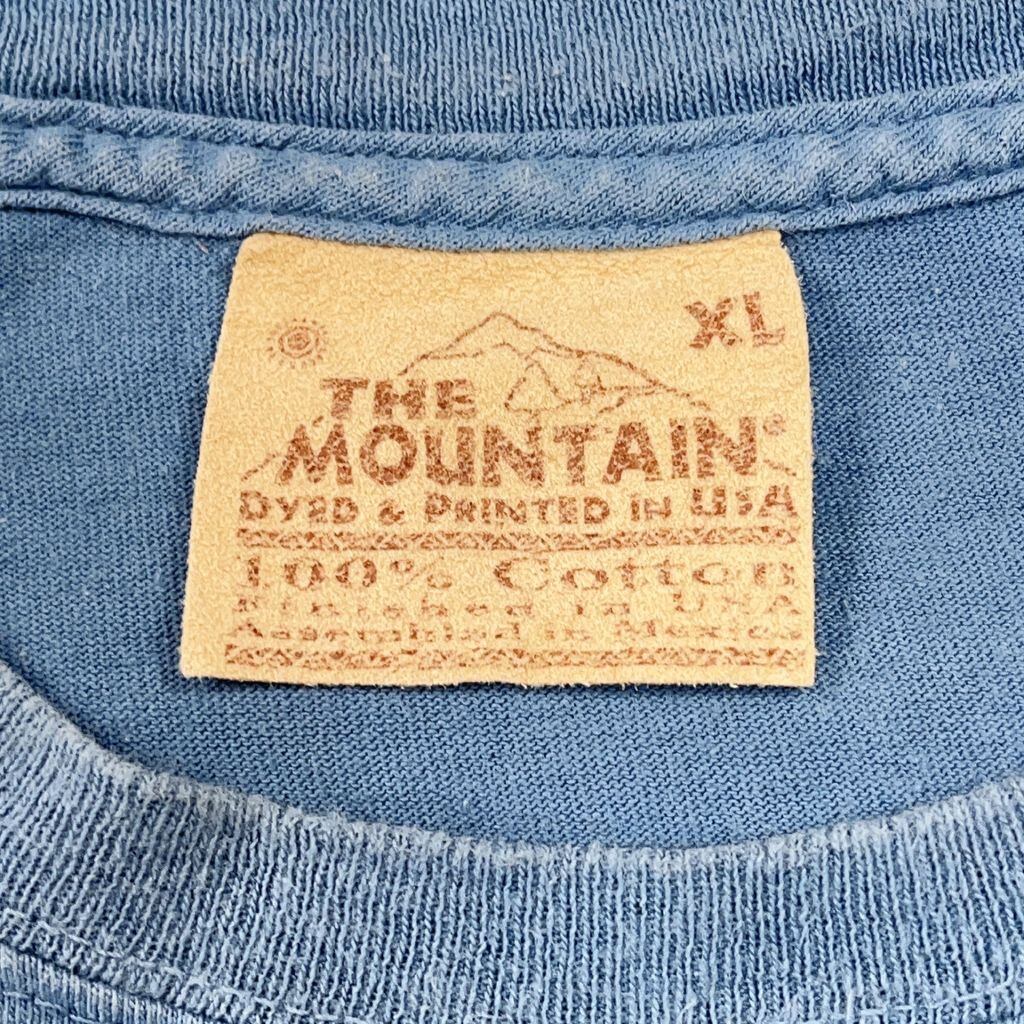 XL
THE
MOUNTAIN®
DYED & PRINTED IN USA
100% Cotton
Finished in USA
Assembled in Mexico